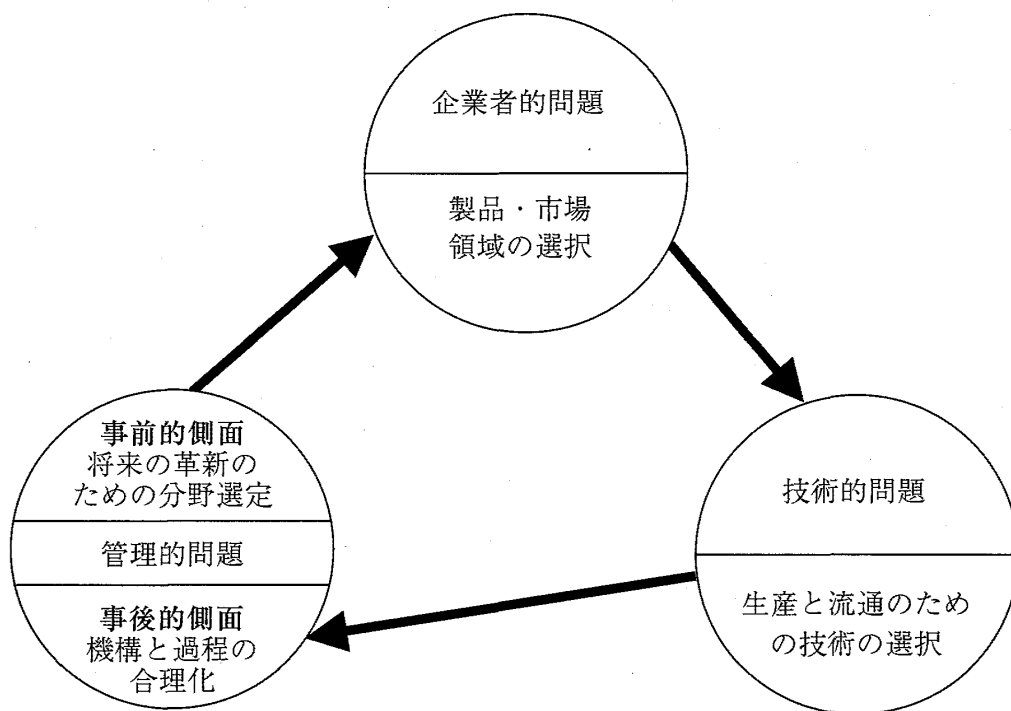 企業者的問題
製品・市場
領域の選択
技術的問題
生産と流通のため
の技術の選択
事前的側面
将来の革新の
ための分野選定
管理的問題
事後的側面
機構と過程の
合理化